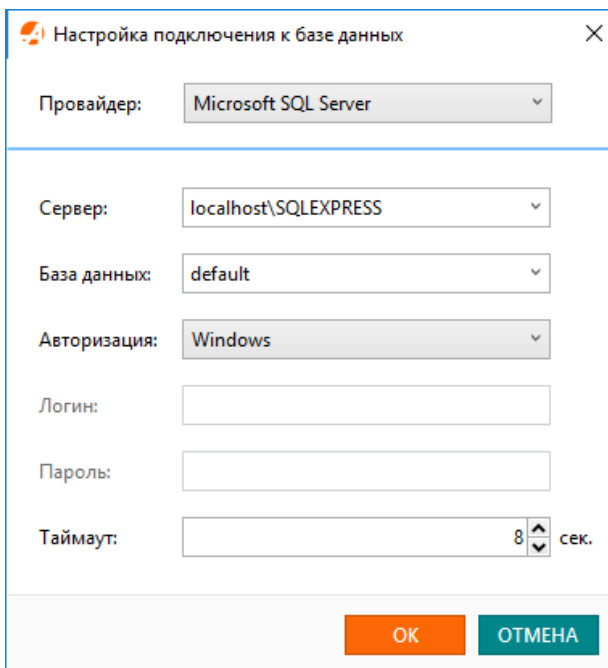 Настройка подключения к базе данных
Провайдер: Microsoft SQL Server
Сервер: localhost\SQLEXPRESS
База данных: default
Авторизация: Windows
Логин:
Пароль:
Таймаут: 8 сек.
ОК ОТМЕНА